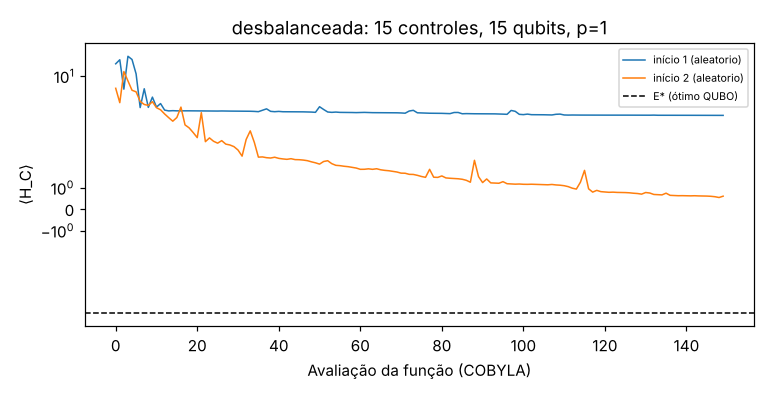 desbalanceada: 15 controles, 15 qubits, p=1
início 1 (aleatorio)
início 2 (aleatorio)
E* (ótimo QUBO)
⟨H_C⟩
10¹
10⁰
0
−10⁰
0 20 40 60 80 100 120 140
Avaliação da função (COBYLA)